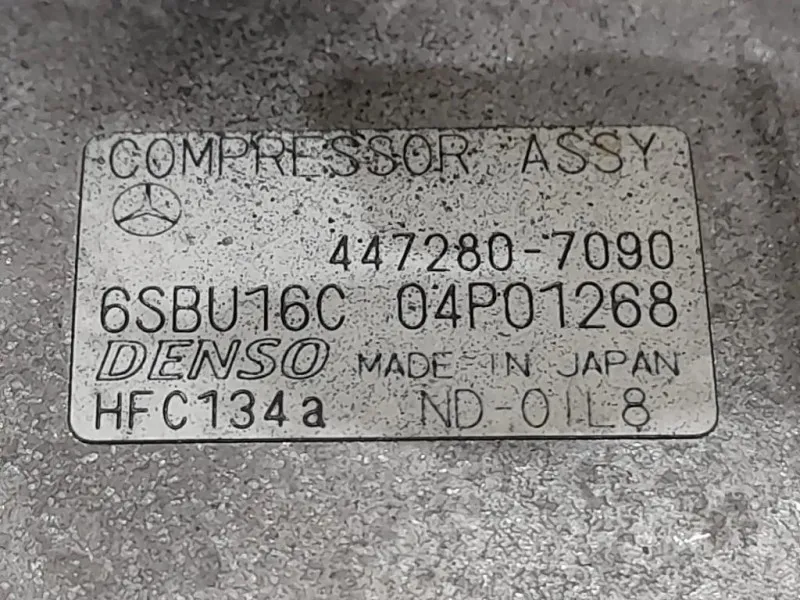 COMPRESSOR ASSY
447280-7090
6SBU16C 04P01268
DENSO MADE IN JAPAN
HFC134a ND-OIL8